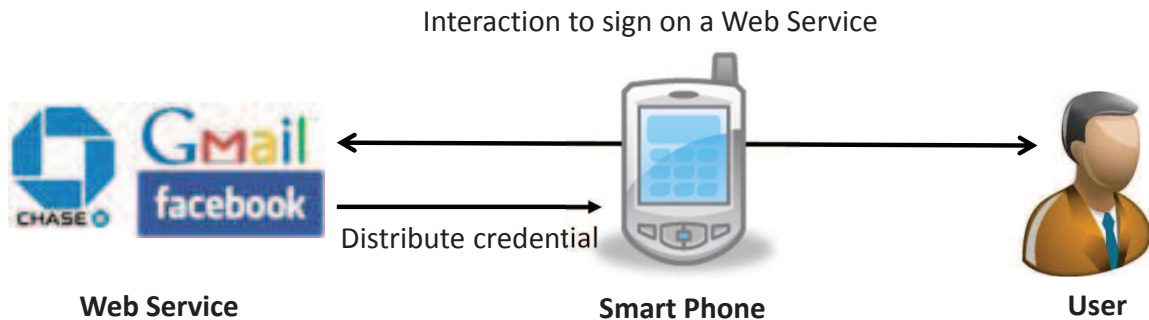 Interaction to sign on a Web Service
GMail
CHASE
facebook
Distribute credential
Web Service
Smart Phone
User